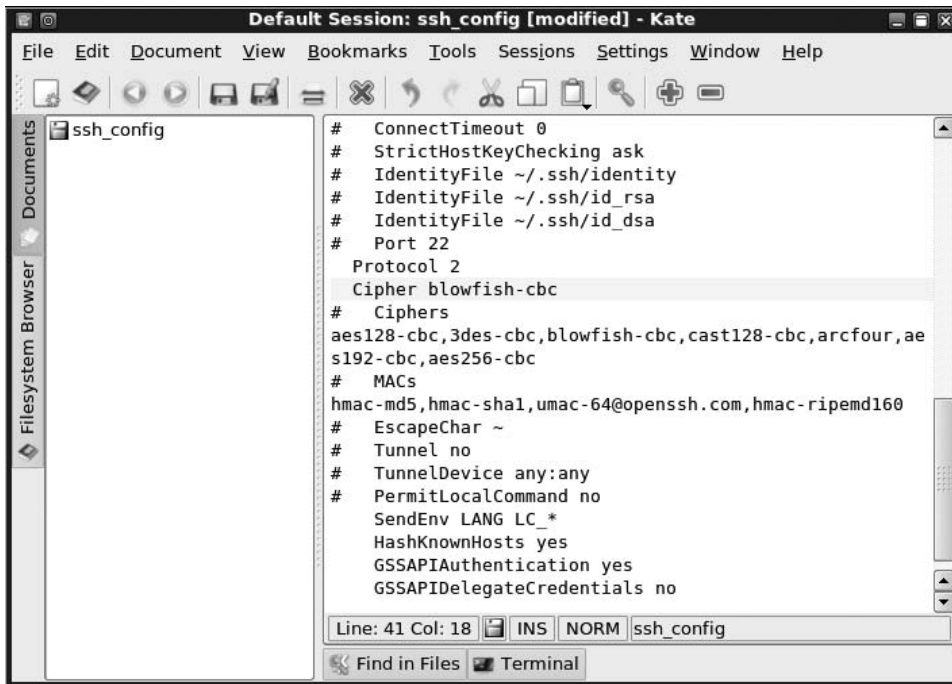 Default Session: ssh_config [modified] - Kate
File Edit Document View Bookmarks Tools Sessions Settings Window Help
Documents
Filesystem Browser
ssh_config
# ConnectTimeout 0
# StrictHostKeyChecking ask
# IdentityFile ~/.ssh/identity
# IdentityFile ~/.ssh/id_rsa
# IdentityFile ~/.ssh/id_dsa
# Port 22
Protocol 2
Cipher blowfish-cbc
# Ciphers
aes128-cbc,3des-cbc,blowfish-cbc,cast128-cbc,arcfour,ae
s192-cbc,aes256-cbc
# MACs
hmac-md5,hmac-sha1,umac-64@openssh.com,hmac-ripemd160
# EscapeChar ~
# Tunnel no
# TunnelDevice any:any
# PermitLocalCommand no
SendEnv LANG LC_*
HashKnownHosts yes
GSSAPIAuthentication yes
GSSAPIDelegateCredentials no
Line: 41 Col: 18 INS NORM ssh_config
Find in Files Terminal